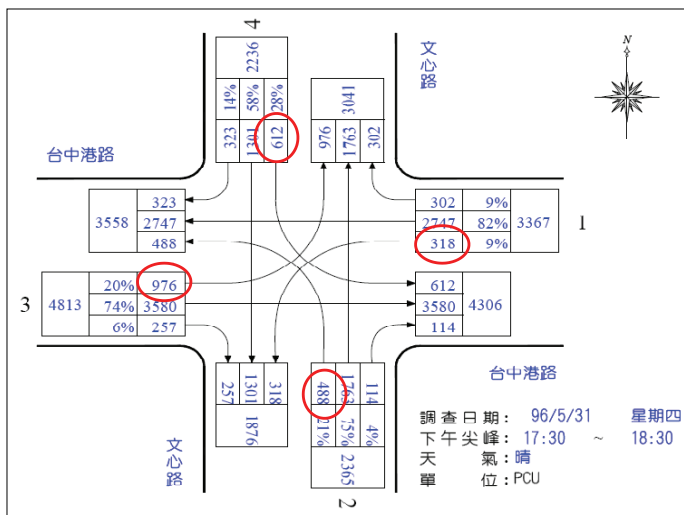 4
2236
14% 58% 28%
323 1301 612
3041
976 1763 302
文心路
N
台中港路
323
3558 2747
488
302 9%
2747 82% 3367
318 9%
1
3
20% 976
4813 74% 3580
6% 257
612
3580 4306
114
257 1301 318
1876
488 1763 114
21% 75% 4%
2365
2
文心路
台中港路
調查日期: 96/5/31 星期四
下午尖峰: 17:30 ~ 18:30
天 氣:晴
單 位:PCU